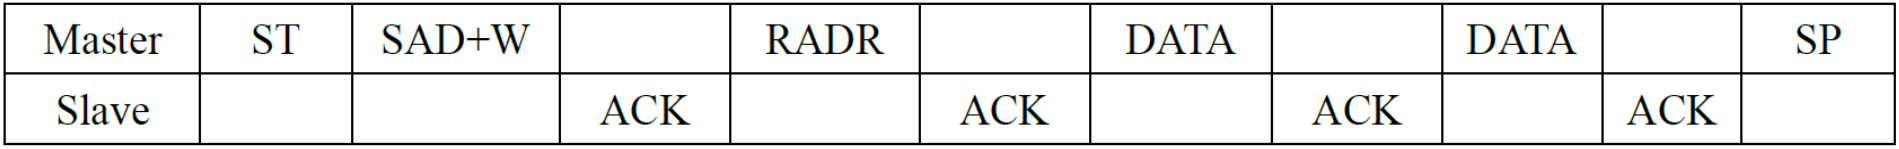 Master ST SAD+W RADR DATA DATA SP
Slave ACK ACK ACK ACK